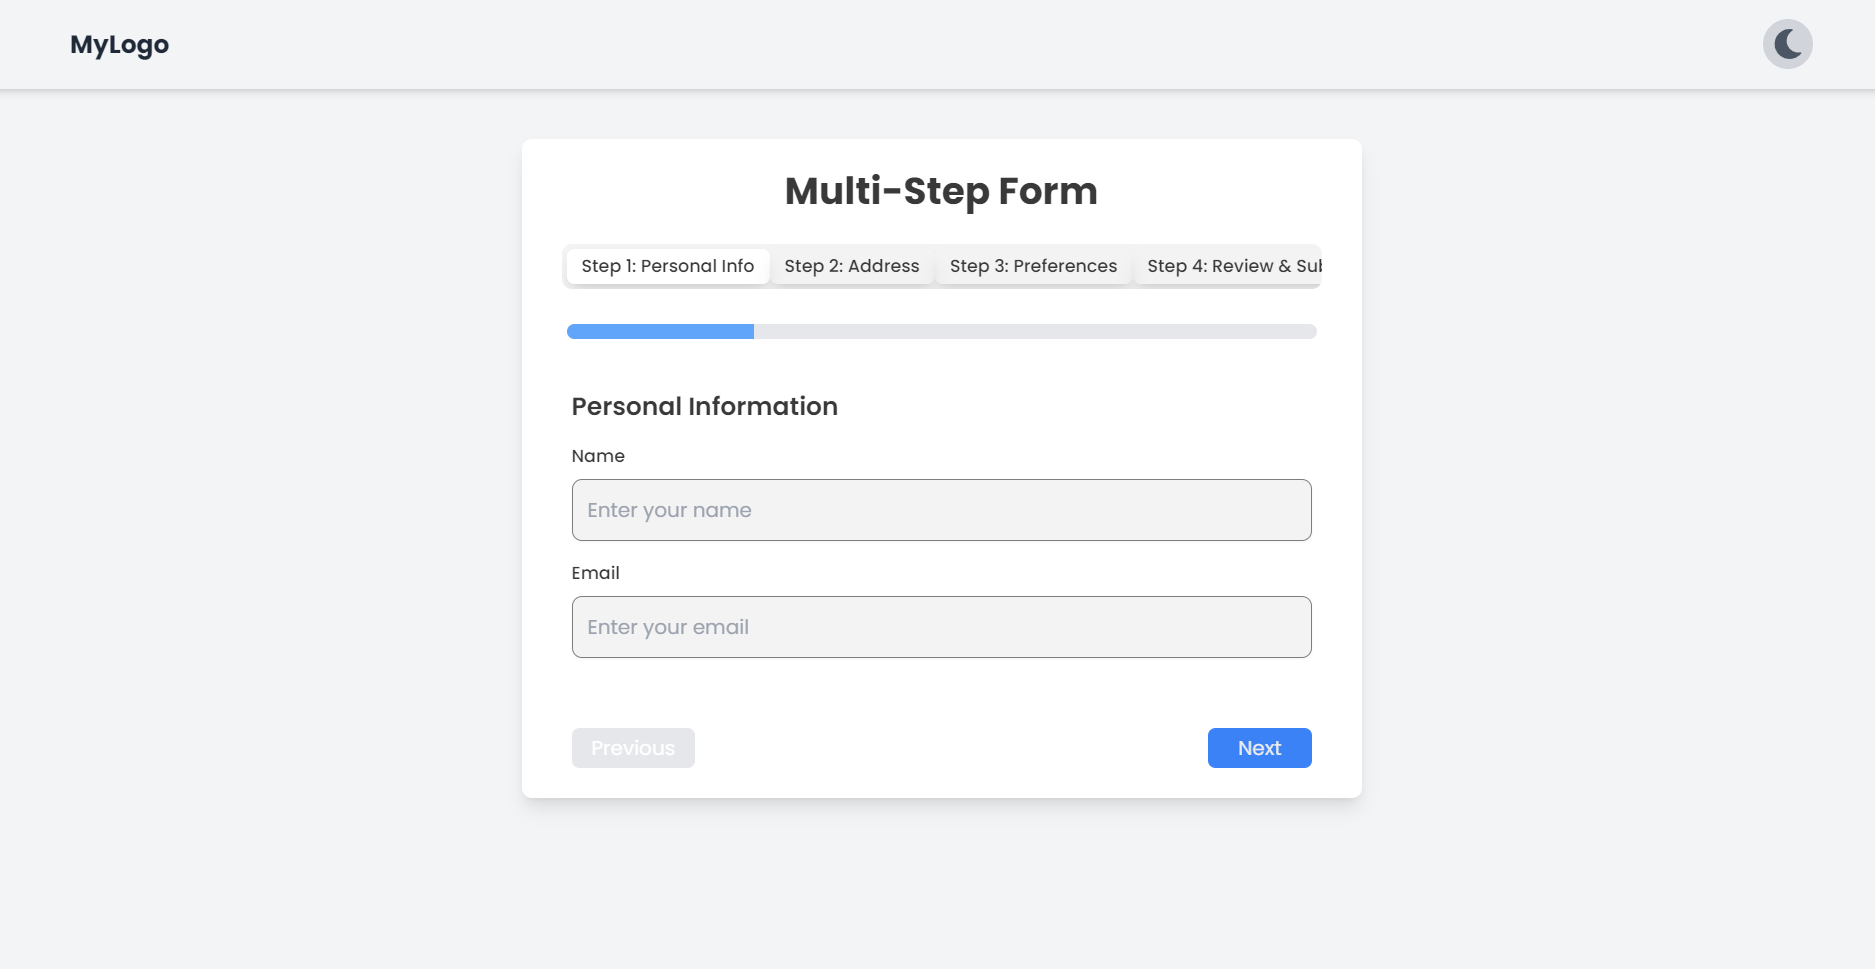 MyLogo
Multi-Step Form
Step 1: Personal Info Step 2: Address Step 3: Preferences Step 4: Review & Sub
Personal Information
Name
Enter your name
Email
Enter your email
Previous Next